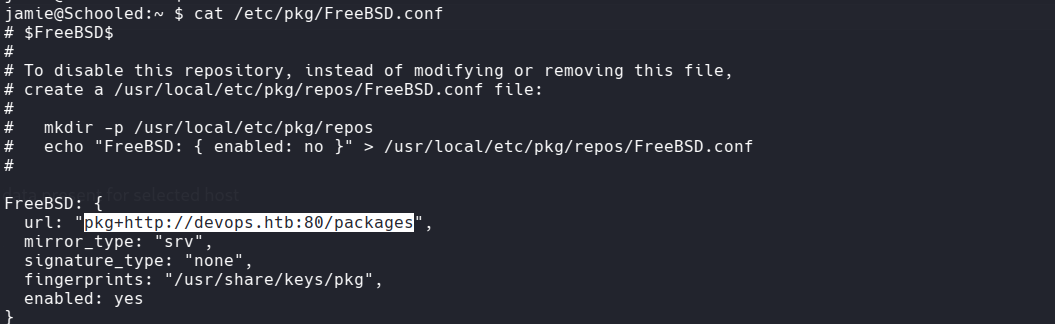 jamie@Schooled:~ $ cat /etc/pkg/FreeBSD.conf
# $FreeBSD$
#
# To disable this repository, instead of modifying or removing this file,
# create a /usr/local/etc/pkg/repos/FreeBSD.conf file:
#
#   mkdir -p /usr/local/etc/pkg/repos
#   echo "FreeBSD: { enabled: no }" > /usr/local/etc/pkg/repos/FreeBSD.conf
#
for selected host
FreeBSD: {
  url: "pkg+http://devops.htb:80/packages",
  mirror_type: "srv",
  signature_type: "none",
  fingerprints: "/usr/share/keys/pkg",
  enabled: yes
}